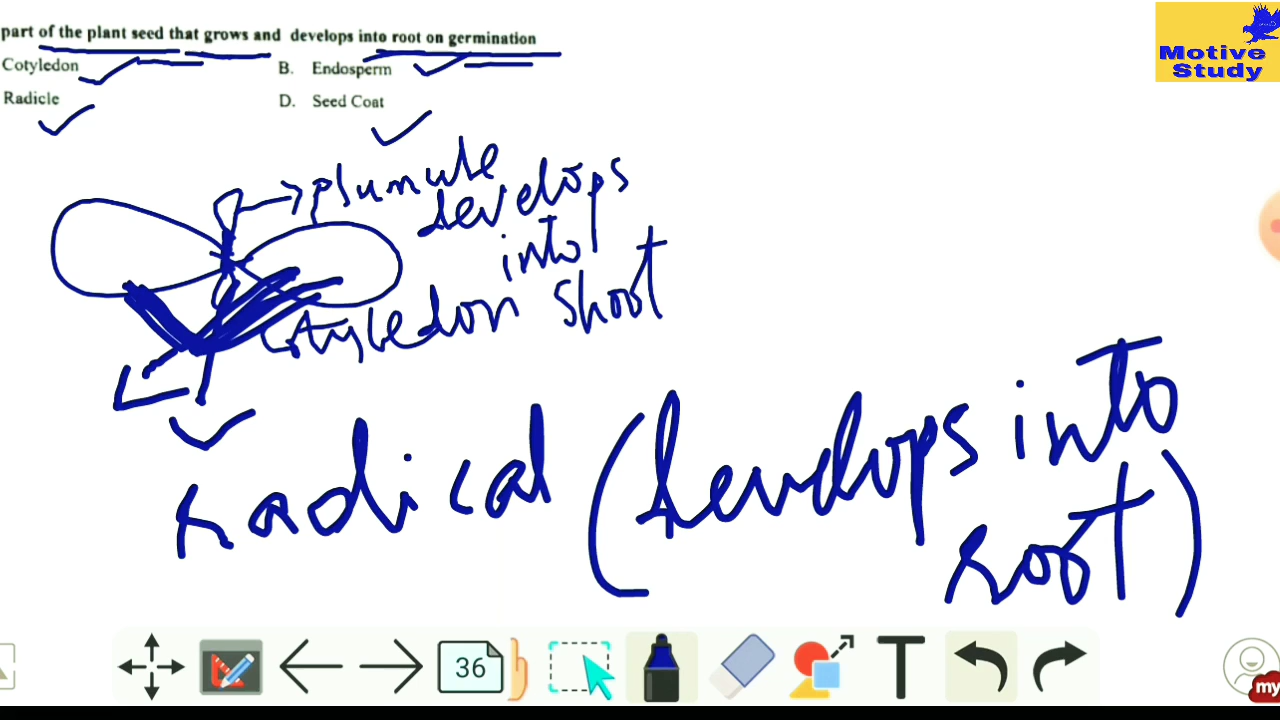 part of the plant seed that grows and develops into root on germination
Cotyledon B. Endosperm
Radicle D. Seed Coat
Motive
Study
plumule
develops
into
shoot
Cotyledon
radical (develops into
root)
36
T
my